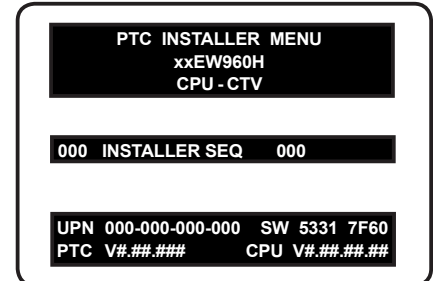 PTC INSTALLER MENU
xxEW960H
CPU - CTV
000 INSTALLER SEQ 000
UPN 000-000-000-000 SW 5331 7F60
PTC V#.##.### CPU V#.##.##.##